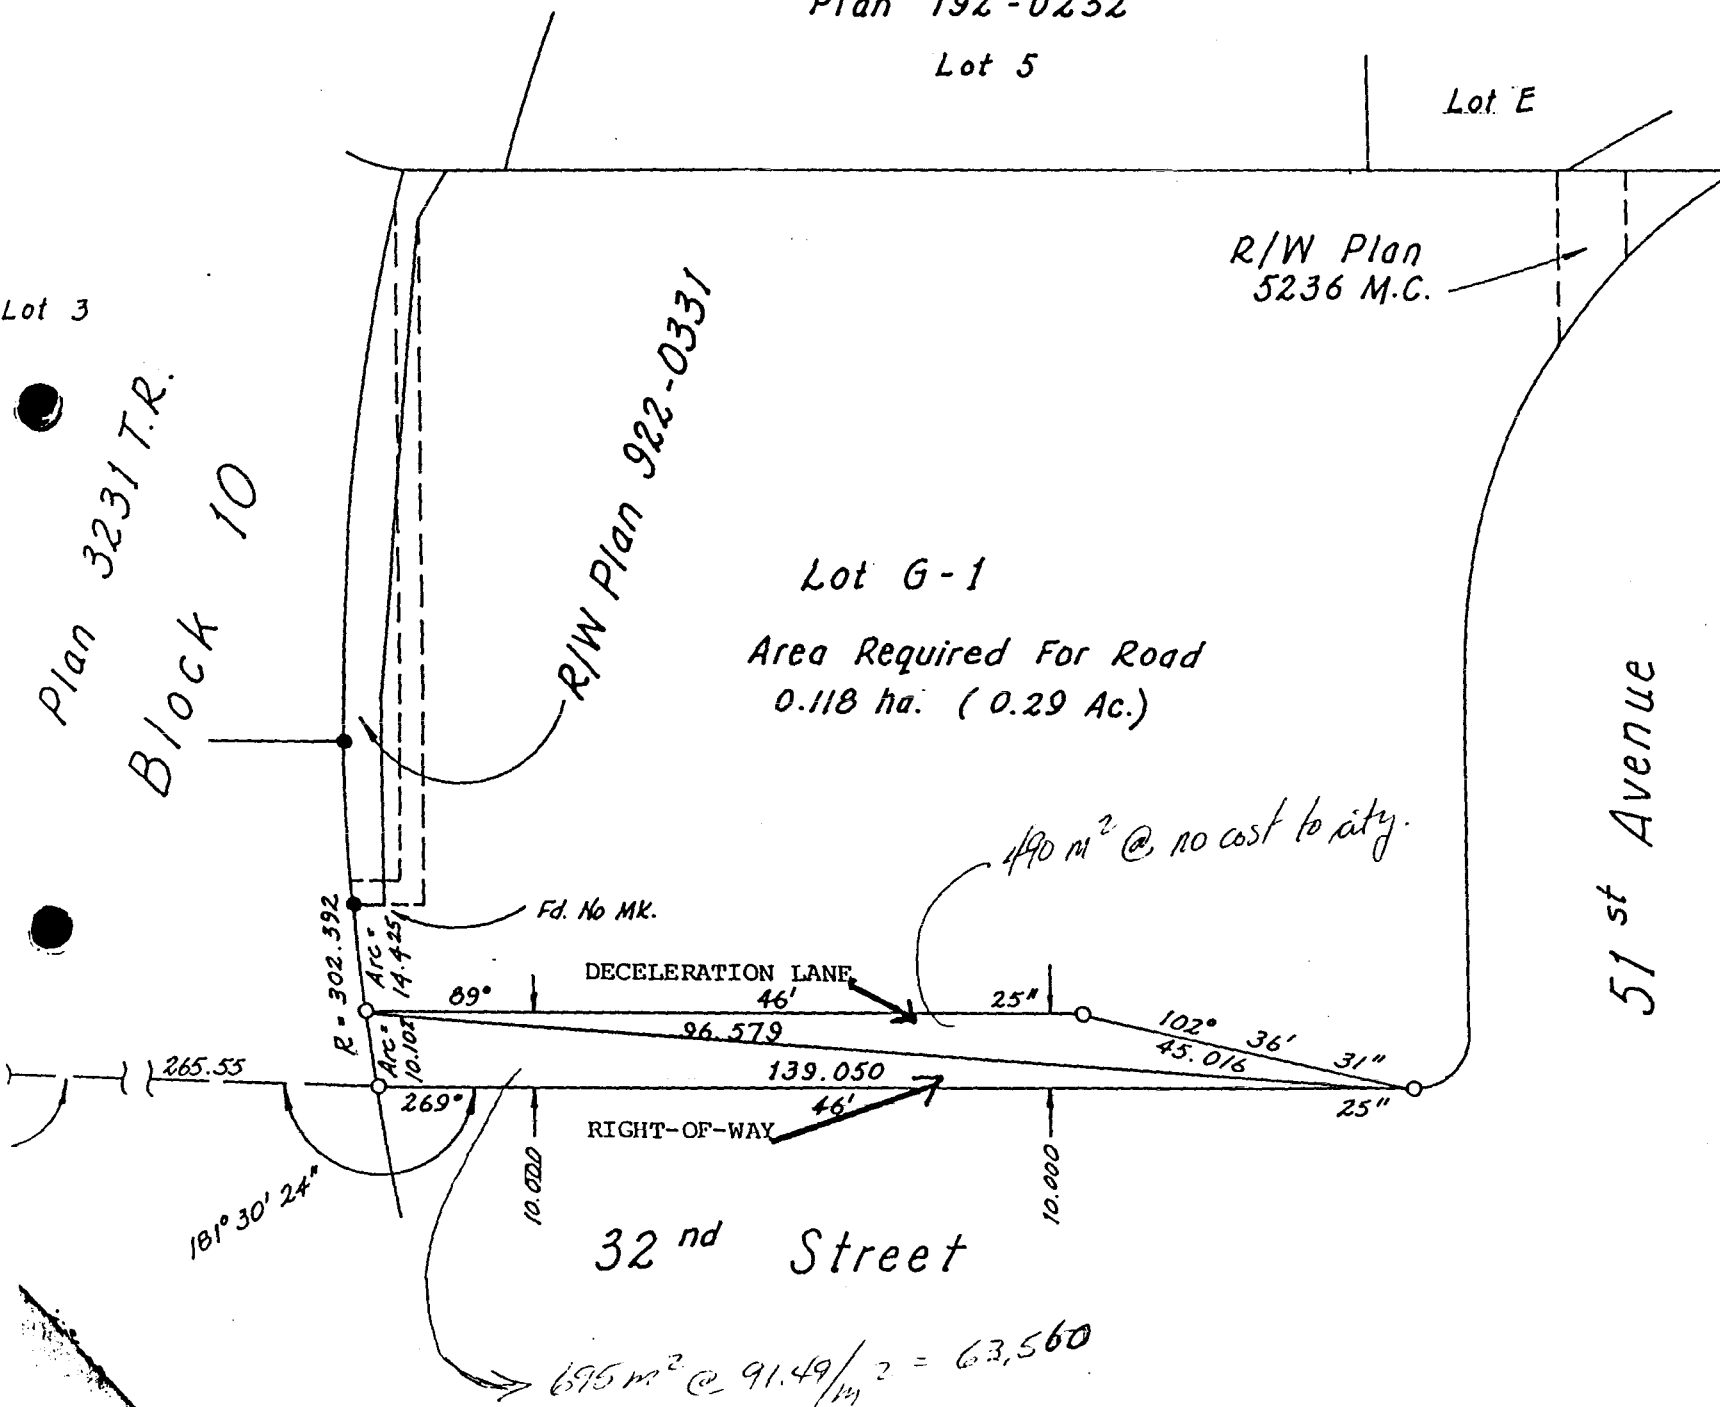 Plan 192-0232
Lot 5
Lot E
R/W Plan
5236 M.C.
Lot 3
Plan 3231 T.R.
Block 10
R/W Plan 922-0331
Lot G-1
Area Required For Road
0.118 ha. (0.29 Ac.)
51st Avenue
490 m² @ no cost to city.
Fd. No MK.
R = 302.392
Arc = 14.425
DECELERATION LANE
89° 46' 25"
96.579
102° 36' 31"
45.016
Arc = 10.102
265.55
139.050
269° 46' 25"
RIGHT-OF-WAY
10.000
10.000
181° 30' 24"
32nd Street
695 m² @ 91.49/m² = 63,560